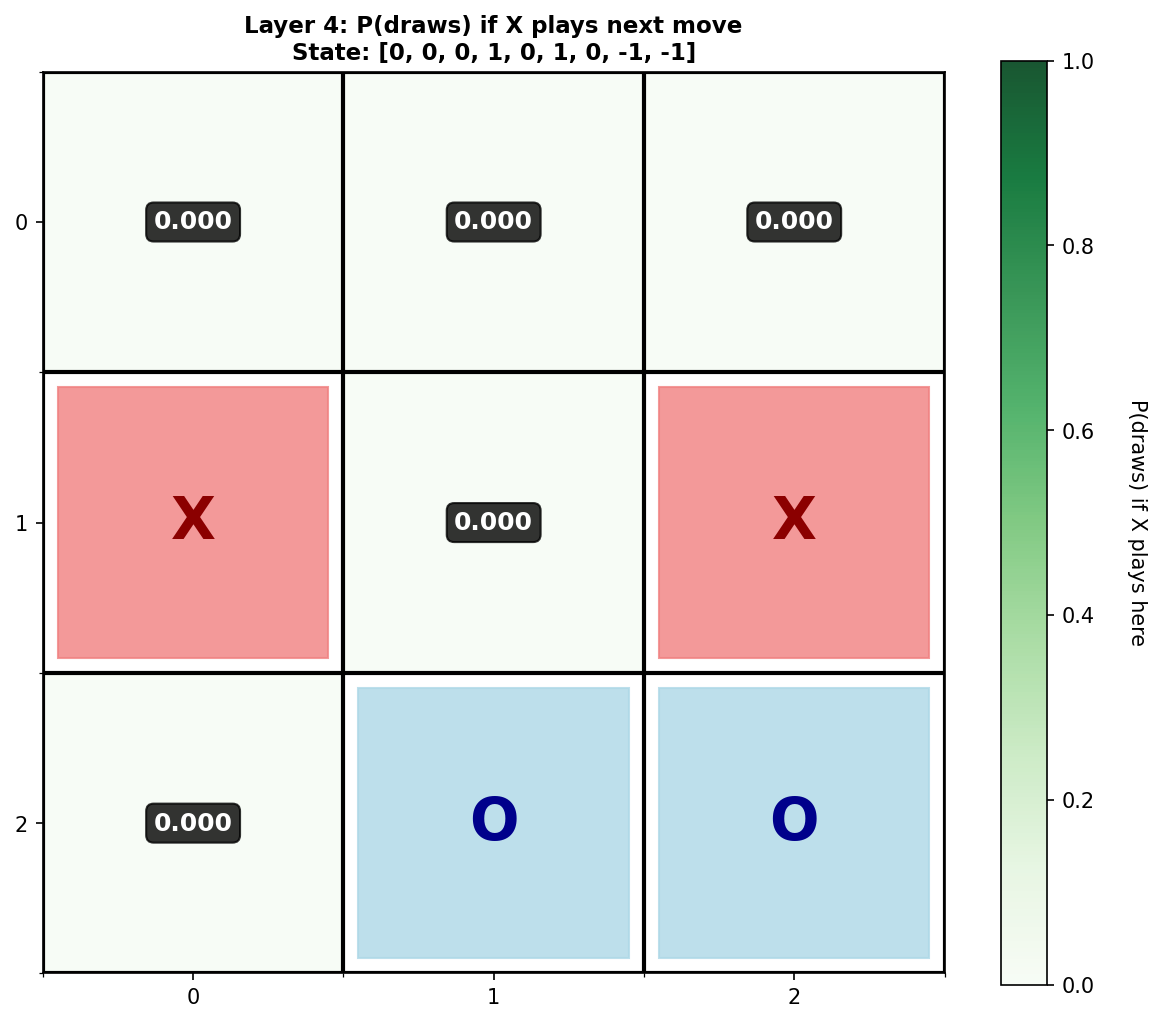 Layer 4: P(draws) if X plays next move
State: [0, 0, 0, 1, 0, 1, 0, -1, -1]
0
0.000
0.000
0.000
1
X
0.000
X
2
0.000
O
O
0
1
2
1.0
0.8
0.6
0.4
0.2
0.0
P(draws) if X plays here